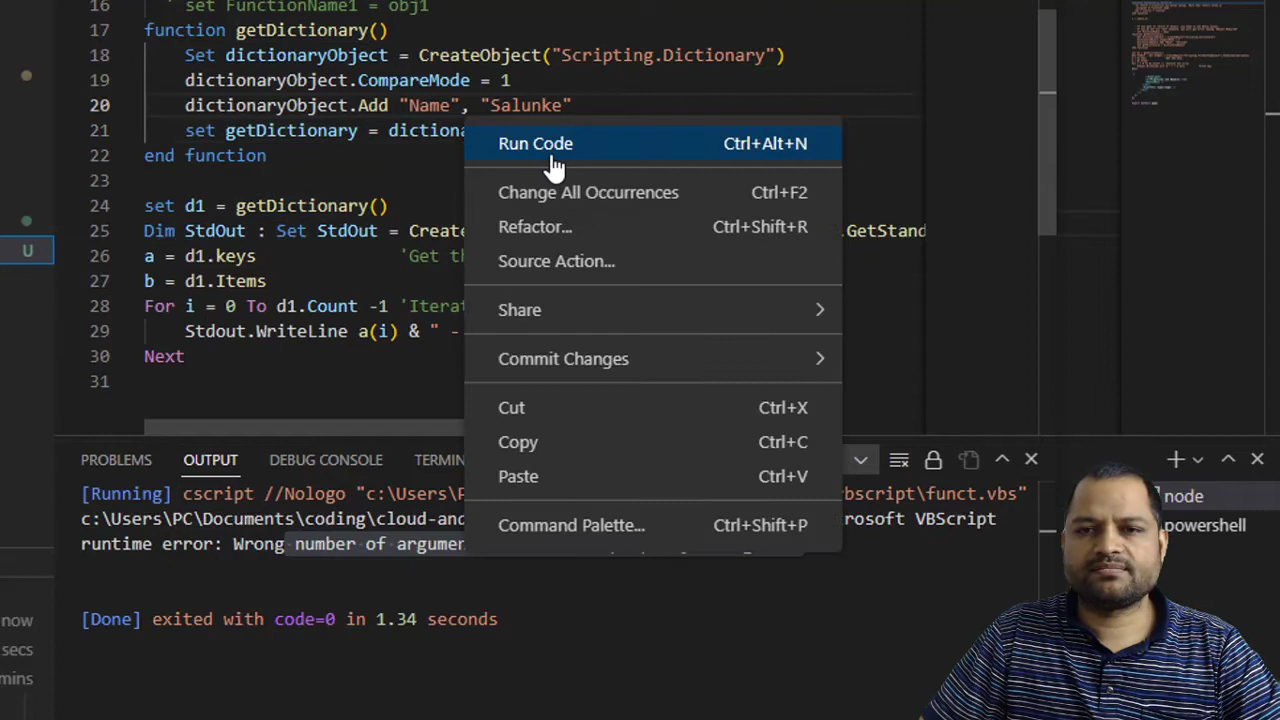 16 ' set FunctionName1 = obj1
17 function getDictionary()
18 Set dictionaryObject = CreateObject("Scripting.Dictionary")
19 dictionaryObject.CompareMode = 1
20 dictionaryObject.Add "Name", "Salunke"
21 set getDictionary = dictiona
22 end function
23
24 set d1 = getDictionary()
25 Dim StdOut : Set StdOut = Create .GetStand
26 a = d1.keys 'Get th
27 b = d1.Items
28 For i = 0 To d1.Count -1 'Iterat
29 Stdout.WriteLine a(i) & " -
30 Next
31
U
Run Code Ctrl+Alt+N
Change All Occurrences Ctrl+F2
Refactor... Ctrl+Shift+R
Source Action...
Share
Commit Changes
Cut Ctrl+X
Copy Ctrl+C
Paste Ctrl+V
Command Palette... Ctrl+Shift+P
PROBLEMS OUTPUT DEBUG CONSOLE TERMIN
[Running] cscript //Nologo "c:\Users\P vbscript\funct.vbs"
c:\Users\PC\Documents\coding\cloud-and rosoft VBScript
runtime error: Wrong number of argumen
[Done] exited with code=0 in 1.34 seconds
node
powershell
now
secs
mins